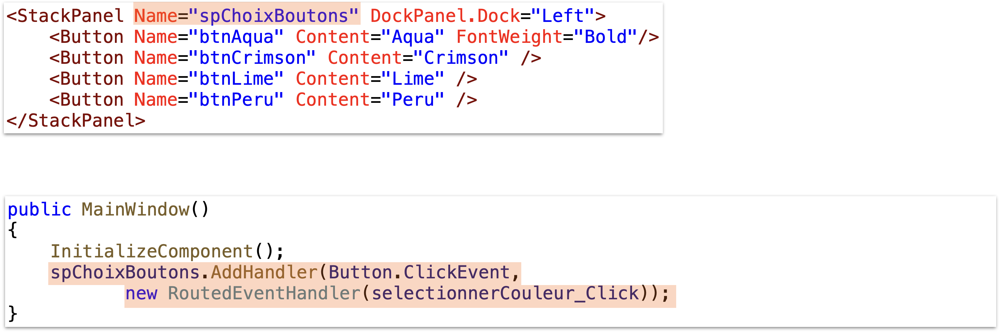 <StackPanel Name="spChoixBoutons" DockPanel.Dock="Left">
    <Button Name="btnAqua" Content="Aqua" FontWeight="Bold"/>
    <Button Name="btnCrimson" Content="Crimson" />
    <Button Name="btnLime" Content="Lime" />
    <Button Name="btnPeru" Content="Peru" />
</StackPanel>
public MainWindow()
{
    InitializeComponent();
    spChoixBoutons.AddHandler(Button.ClickEvent,
           new RoutedEventHandler(selectionnerCouleur_Click));
}